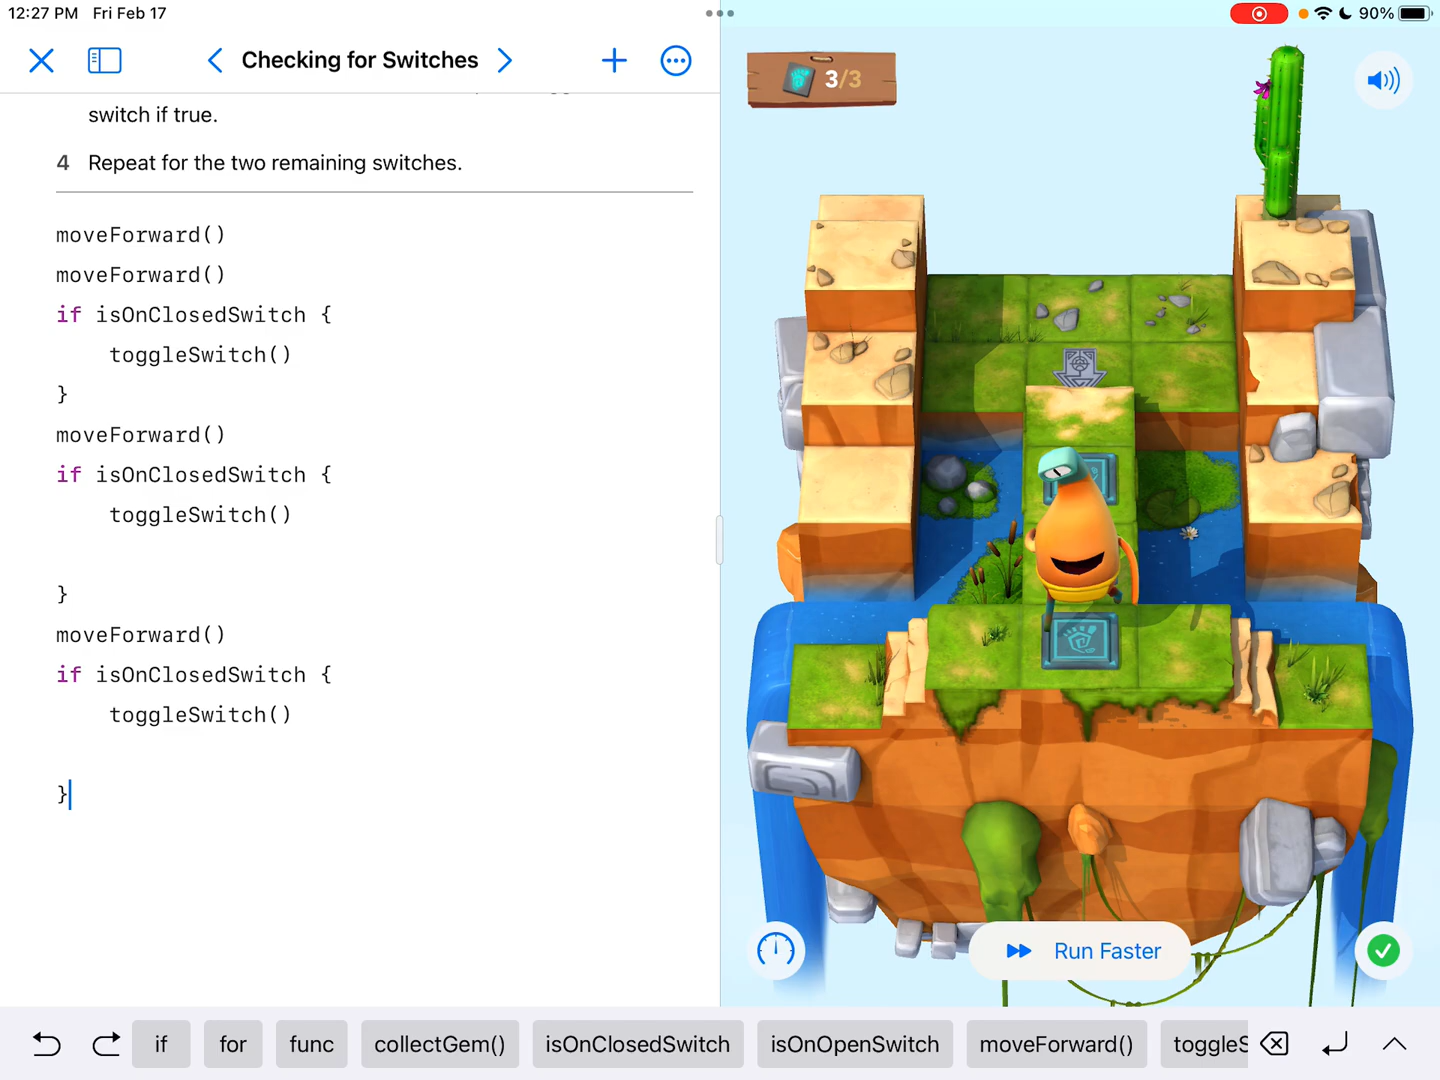 12:27 PM Fri Feb 17
90%
Checking for Switches
switch if true.
4 Repeat for the two remaining switches.
moveForward()
moveForward()
if isOnClosedSwitch {
toggleSwitch()
}
moveForward()
if isOnClosedSwitch {
toggleSwitch()
}
moveForward()
if isOnClosedSwitch {
toggleSwitch()
}
3/3
Run Faster
if for func collectGem() isOnClosedSwitch isOnOpenSwitch moveForward() toggleS